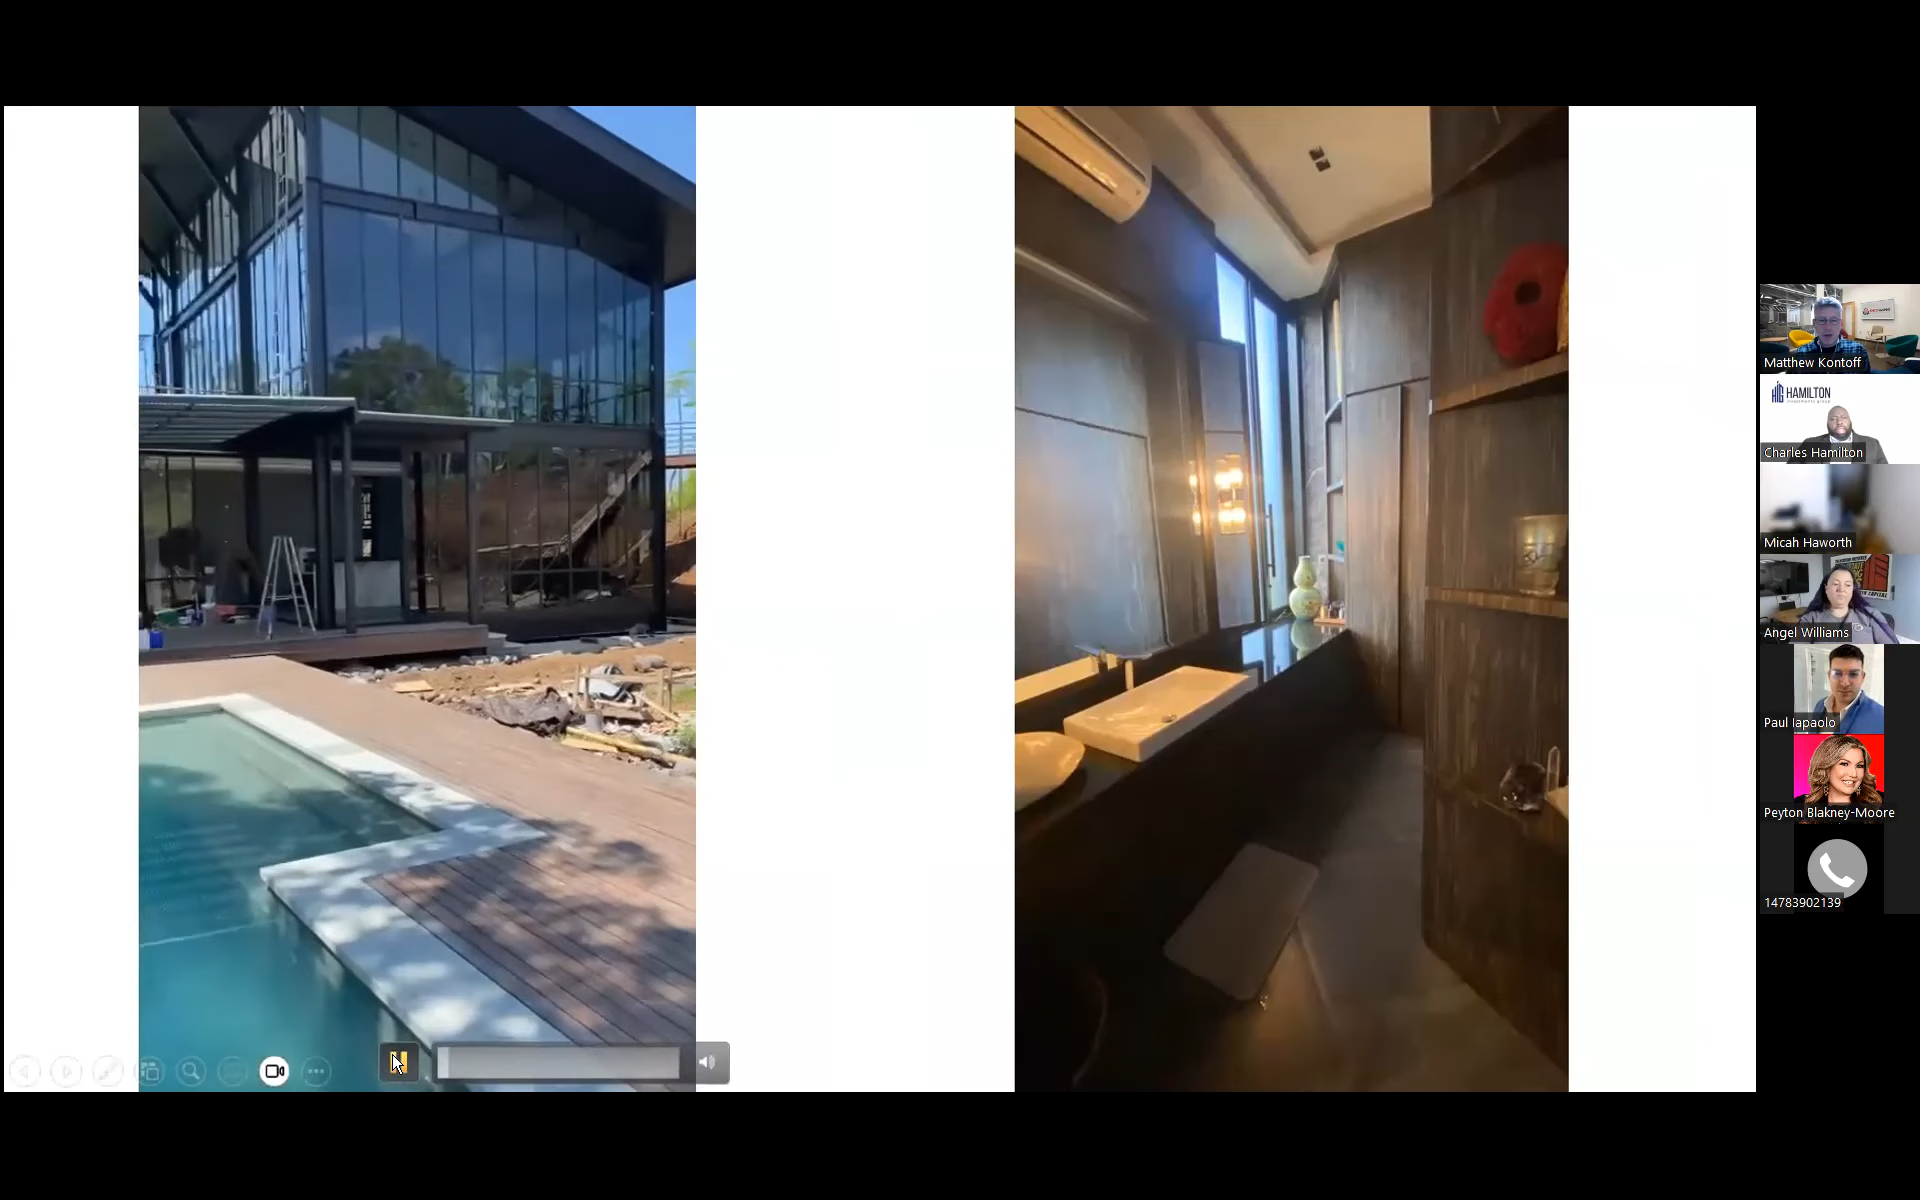 Matthew Kontoff
HAMILTON
Charles Hamilton
Micah Haworth
Angel Williams
Paul Iapaolo
Peyton Blakney-Moore
14783902139